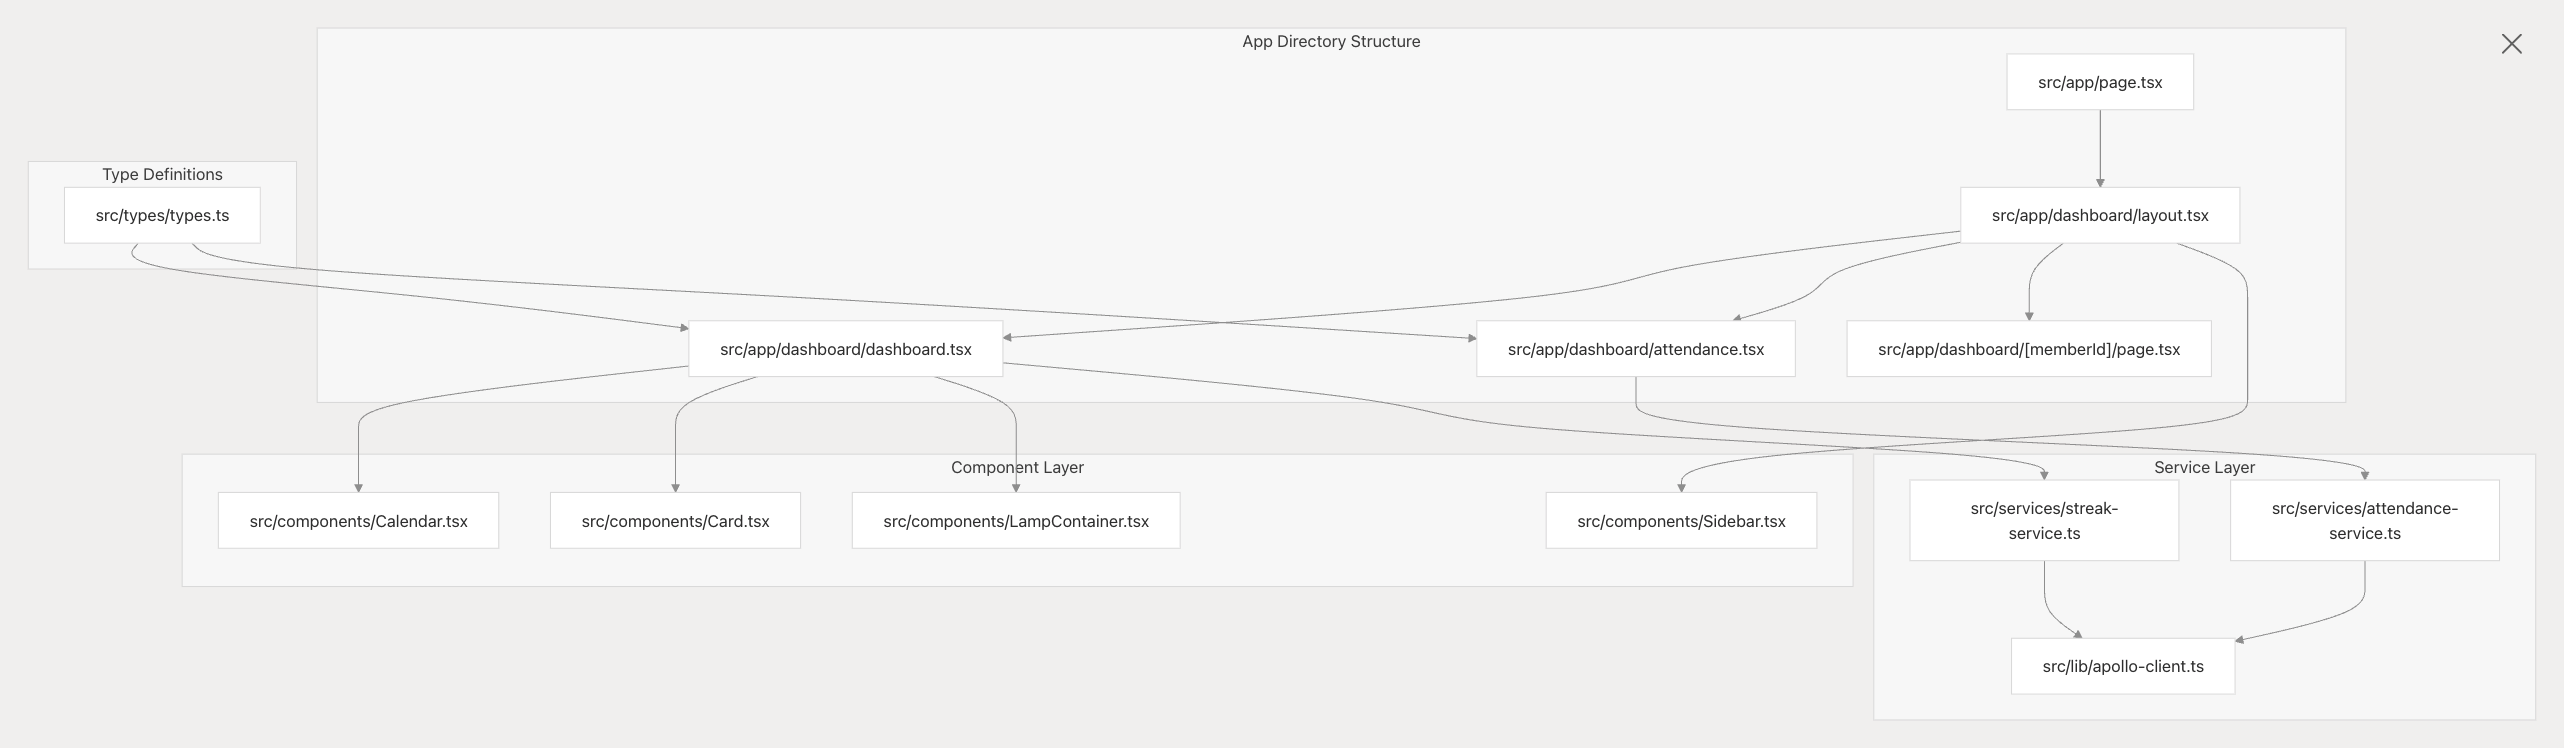 App Directory Structure
src/app/page.tsx
Type Definitions
src/types/types.ts
src/app/dashboard/layout.tsx
src/app/dashboard/dashboard.tsx
src/app/dashboard/attendance.tsx
src/app/dashboard/[memberId]/page.tsx
Component Layer
src/components/Calendar.tsx
src/components/Card.tsx
src/components/LampContainer.tsx
src/components/Sidebar.tsx
Service Layer
src/services/streak-
service.ts
src/services/attendance-
service.ts
src/lib/apollo-client.ts